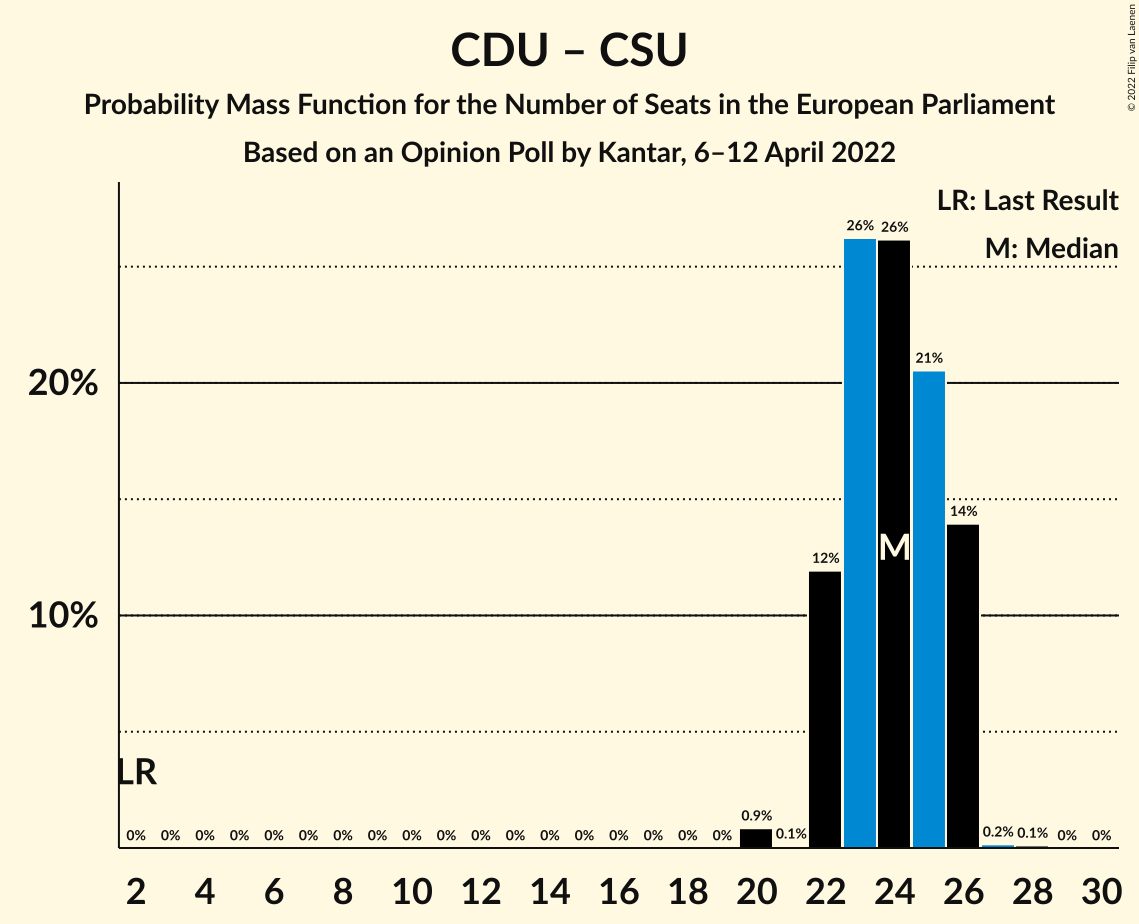 CDU – CSU
Probability Mass Function for the Number of Seats in the European Parliament
Based on an Opinion Poll by Kantar, 6–12 April 2022
© 2022 Filip van Laenen
LR: Last Result
M: Median
26% 26%
21%
20%
14%
M
12%
10%
LR
0% 0% 0% 0% 0% 0% 0% 0% 0% 0% 0% 0% 0% 0% 0% 0% 0% 0% 0.9% 0.1% 0.2% 0.1% 0% 0%
2 4 6 8 10 12 14 16 18 20 22 24 26 28 30